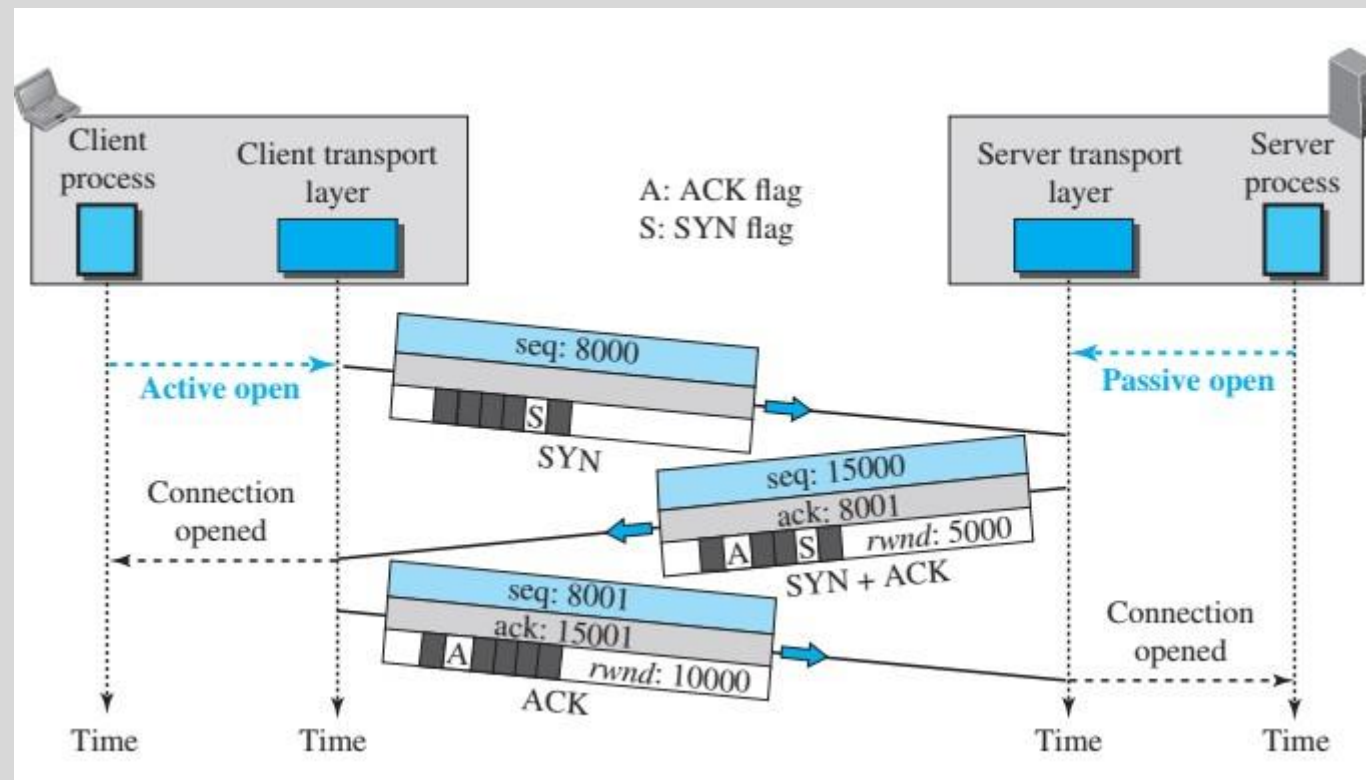 Client
process
Client transport
layer
A: ACK flag
S: SYN flag
Server transport
layer
Server
process
Active open
seq: 8000
S
SYN
Passive open
Connection
opened
seq: 15000
ack: 8001
A S rwnd: 5000
SYN + ACK
seq: 8001
ack: 15001
A rwnd: 10000
ACK
Connection
opened
Time
Time
Time
Time